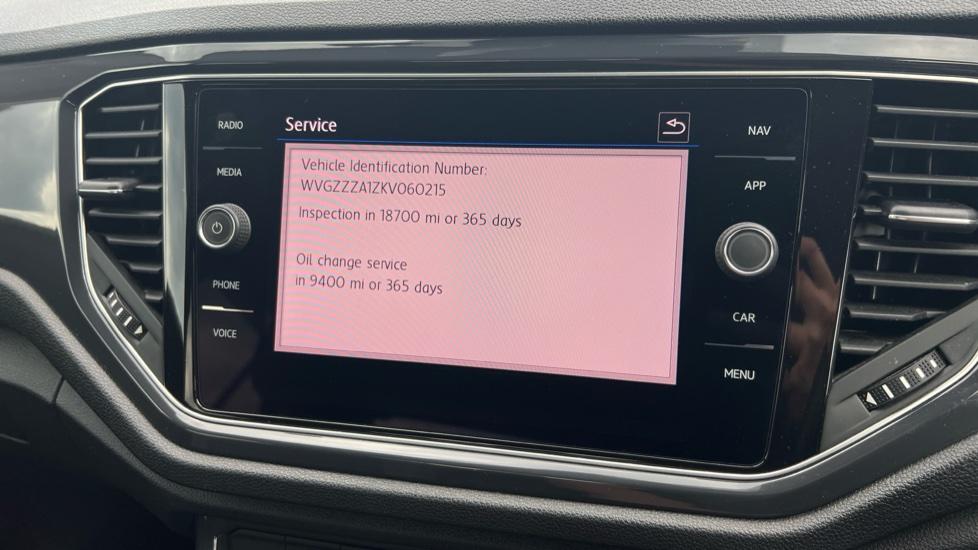 RADIO
MEDIA
PHONE
VOICE
Service
Vehicle Identification Number:
WVGZZZA1ZKV060215
Inspection in 18700 mi or 365 days
Oil change service
in 9400 mi or 365 days
NAV
APP
CAR
MENU